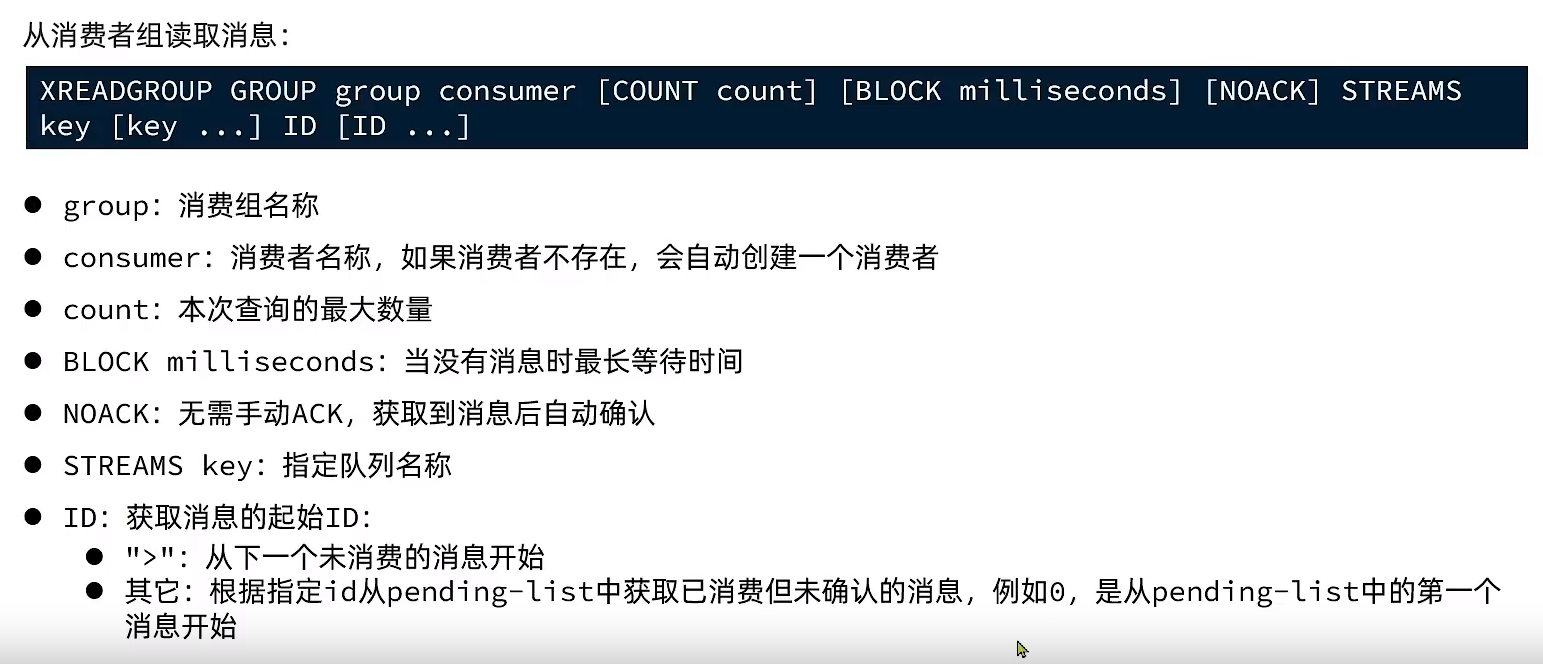 从消费者组读取消息：
XREADGROUP GROUP group consumer [COUNT count] [BLOCK milliseconds] [NOACK] STREAMS
key [key ...] ID [ID ...]
● group：消费组名称
● consumer：消费者名称，如果消费者不存在，会自动创建一个消费者
● count：本次查询的最大数量
● BLOCK milliseconds：当没有消息时最长等待时间
● NOACK：无需手动ACK，获取到消息后自动确认
● STREAMS key：指定队列名称
● ID：获取消息的起始ID：
● ">"：从下一个未消费的消息开始
● 其它：根据指定id从pending-list中获取已消费但未确认的消息，例如0，是从pending-list中的第一个
消息开始